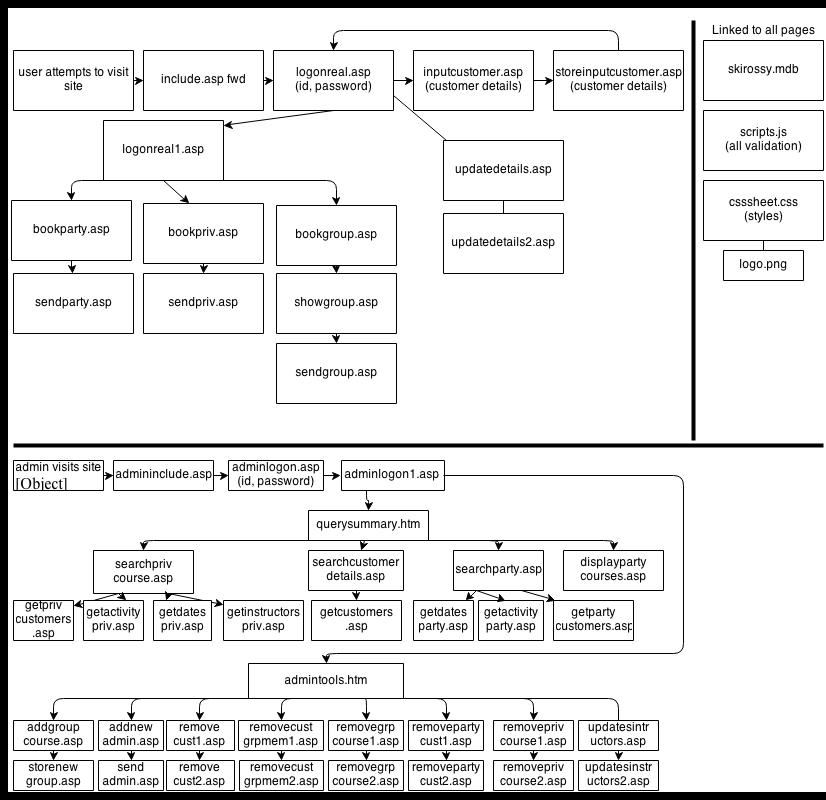 Linked to all pages
user attempts to visit
site
include.asp fwd
logonreal.asp
(id, password)
inputcustomer.asp
(customer details)
storeinputcustomer.asp
(customer details)
skirossy.mdb
logonreal1.asp
scripts.js
(all validation)
updatedetails.asp
csssheet.css
(styles)
bookparty.asp
bookpriv.asp
bookgroup.asp
updatedetails2.asp
logo.png
sendparty.asp
sendpriv.asp
showgroup.asp
sendgroup.asp
admin visits site
[Object]
admininclude.asp
adminlogon.asp
(id, password)
adminlogon1.asp
querysummary.htm
searchpriv
course.asp
searchcustomer
details.asp
searchparty.asp
displayparty
courses.asp
getpriv
customers
.asp
getactivity
priv.asp
getdates
priv.asp
getinstructors
priv.asp
getcustomers
.asp
getdates
party.asp
getactivity
party.asp
getparty
customers.asp
admintools.htm
addgroup
course.asp
addnew
admin.asp
remove
cust1.asp
removecust
grpmem1.asp
removegrp
course1.asp
removeparty
cust1.asp
removepriv
course1.asp
updatesintr
uctors.asp
storenew
group.asp
send
admin.asp
remove
cust2.asp
removecust
grpmem2.asp
removegrp
course2.asp
removeparty
cust2.asp
removepriv
course2.asp
updatesinst
ructors2.asp